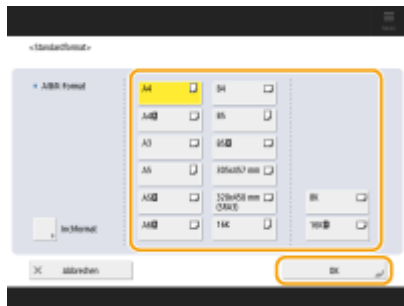 <Standardformat>
A/B/K-Format
A4
B4
A4R
B5
A3
B5R
A5
305x457 mm
A5R
320x450 mm
(SRA3)
8K
A6R
16K
16KR
Inchformat
Abbrechen
OK